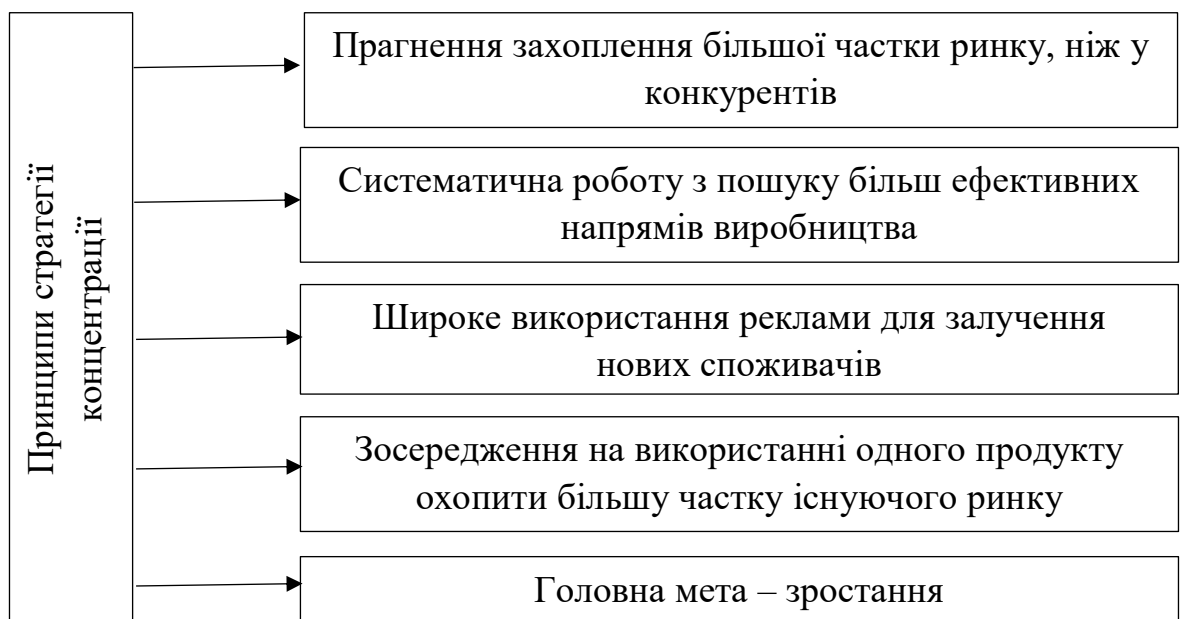 Принципи стратегії
концентрації
Прагнення захоплення більшої частки ринку, ніж у
конкурентів
Систематична роботу з пошуку більш ефективних
напрямів виробництва
Широке використання реклами для залучення
нових споживачів
Зосередження на використанні одного продукту
охопити більшу частку існуючого ринку
Головна мета – зростання